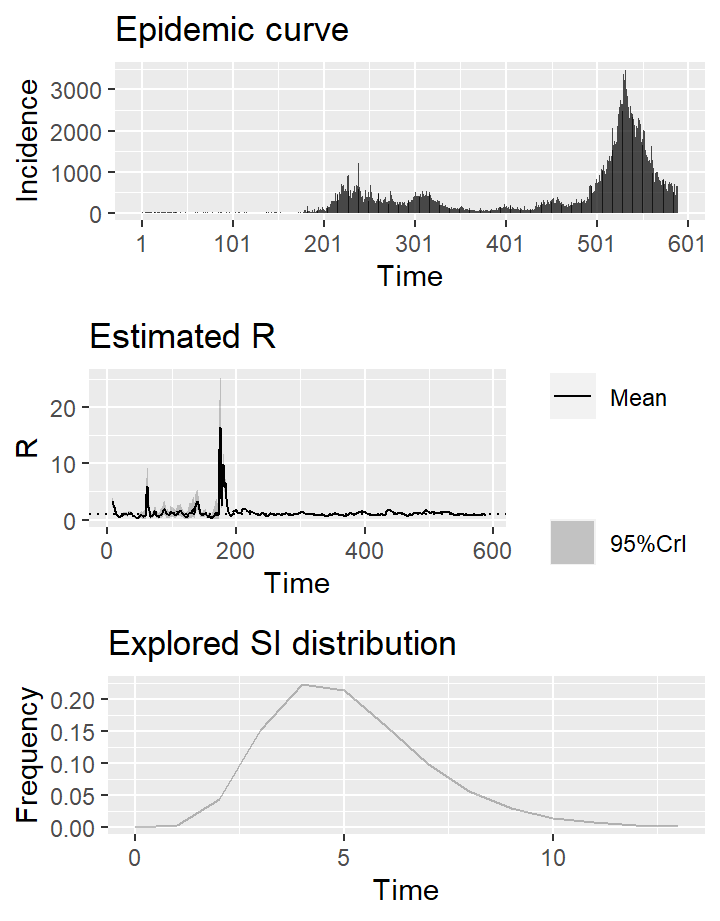 Epidemic curve
Incidence
3000
2000
1000
0
1 101 201 301 401 501 601
Time
Estimated R
R
20
10
0
0 200 400 600
Time
Mean
95%CrI
Explored SI distribution
Frequency
0.20
0.15
0.10
0.05
0.00
0 5 10
Time